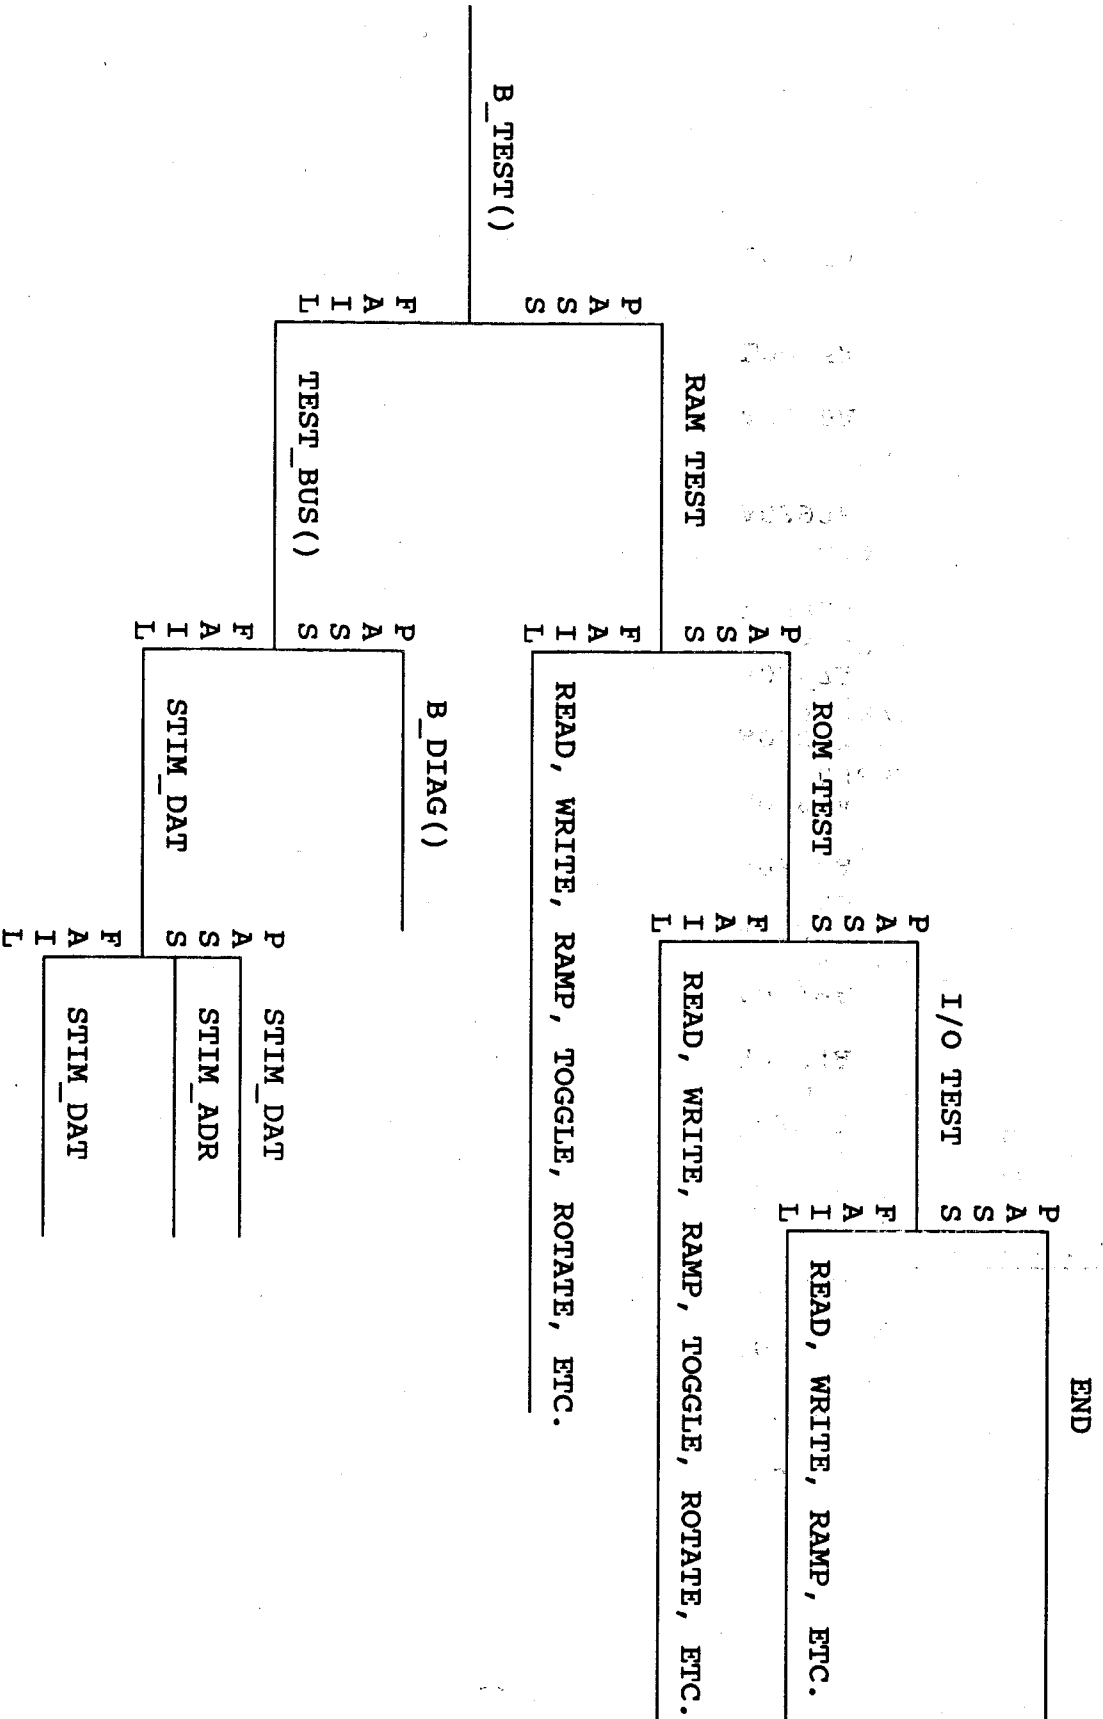 END
PASS
I/O TEST
PASS
FAIL
ROM TEST
READ, WRITE, RAMP, ETC.
PASS
FAIL
RAM TEST
READ, WRITE, RAMP, TOGGLE, ROTATE, ETC.
PASS
FAIL
READ, WRITE, RAMP, TOGGLE, ROTATE, ETC.
B_TEST()
B_DIAG()
FAIL
PASS
TEST_BUS()
STIM_DAT
PASS
FAIL
STIM_ADR
STIM_DAT
FAIL
STIM_DAT